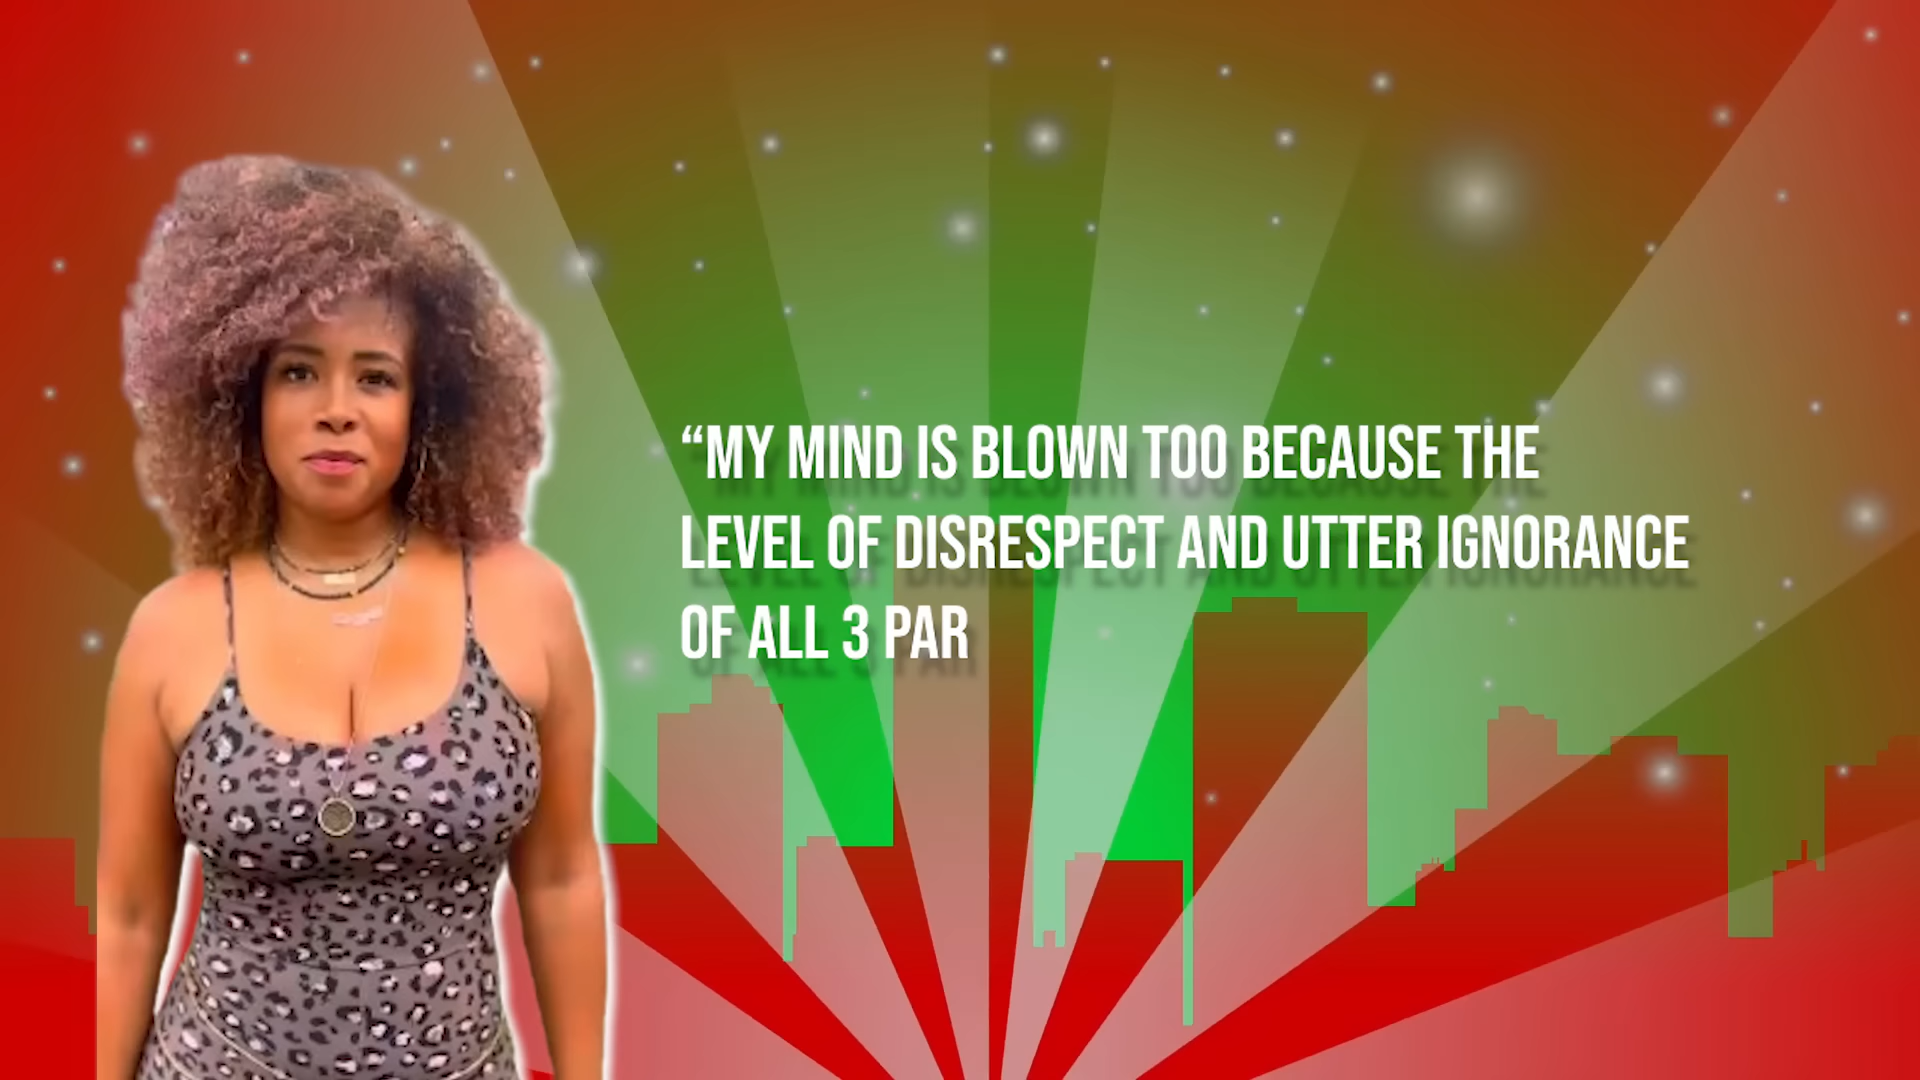 “MY MIND IS BLOWN TOO BECAUSE THE
LEVEL OF DISRESPECT AND UTTER IGNORANCE
OF ALL 3 PAR